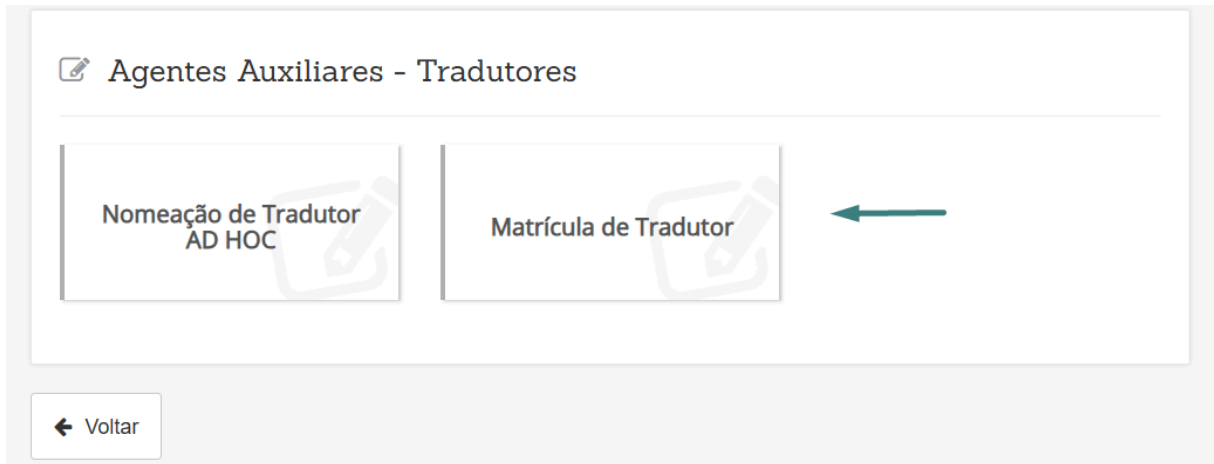 Agentes Auxiliares - Tradutores
Nomeação de Tradutor
AD HOC
Matrícula de Tradutor
Voltar